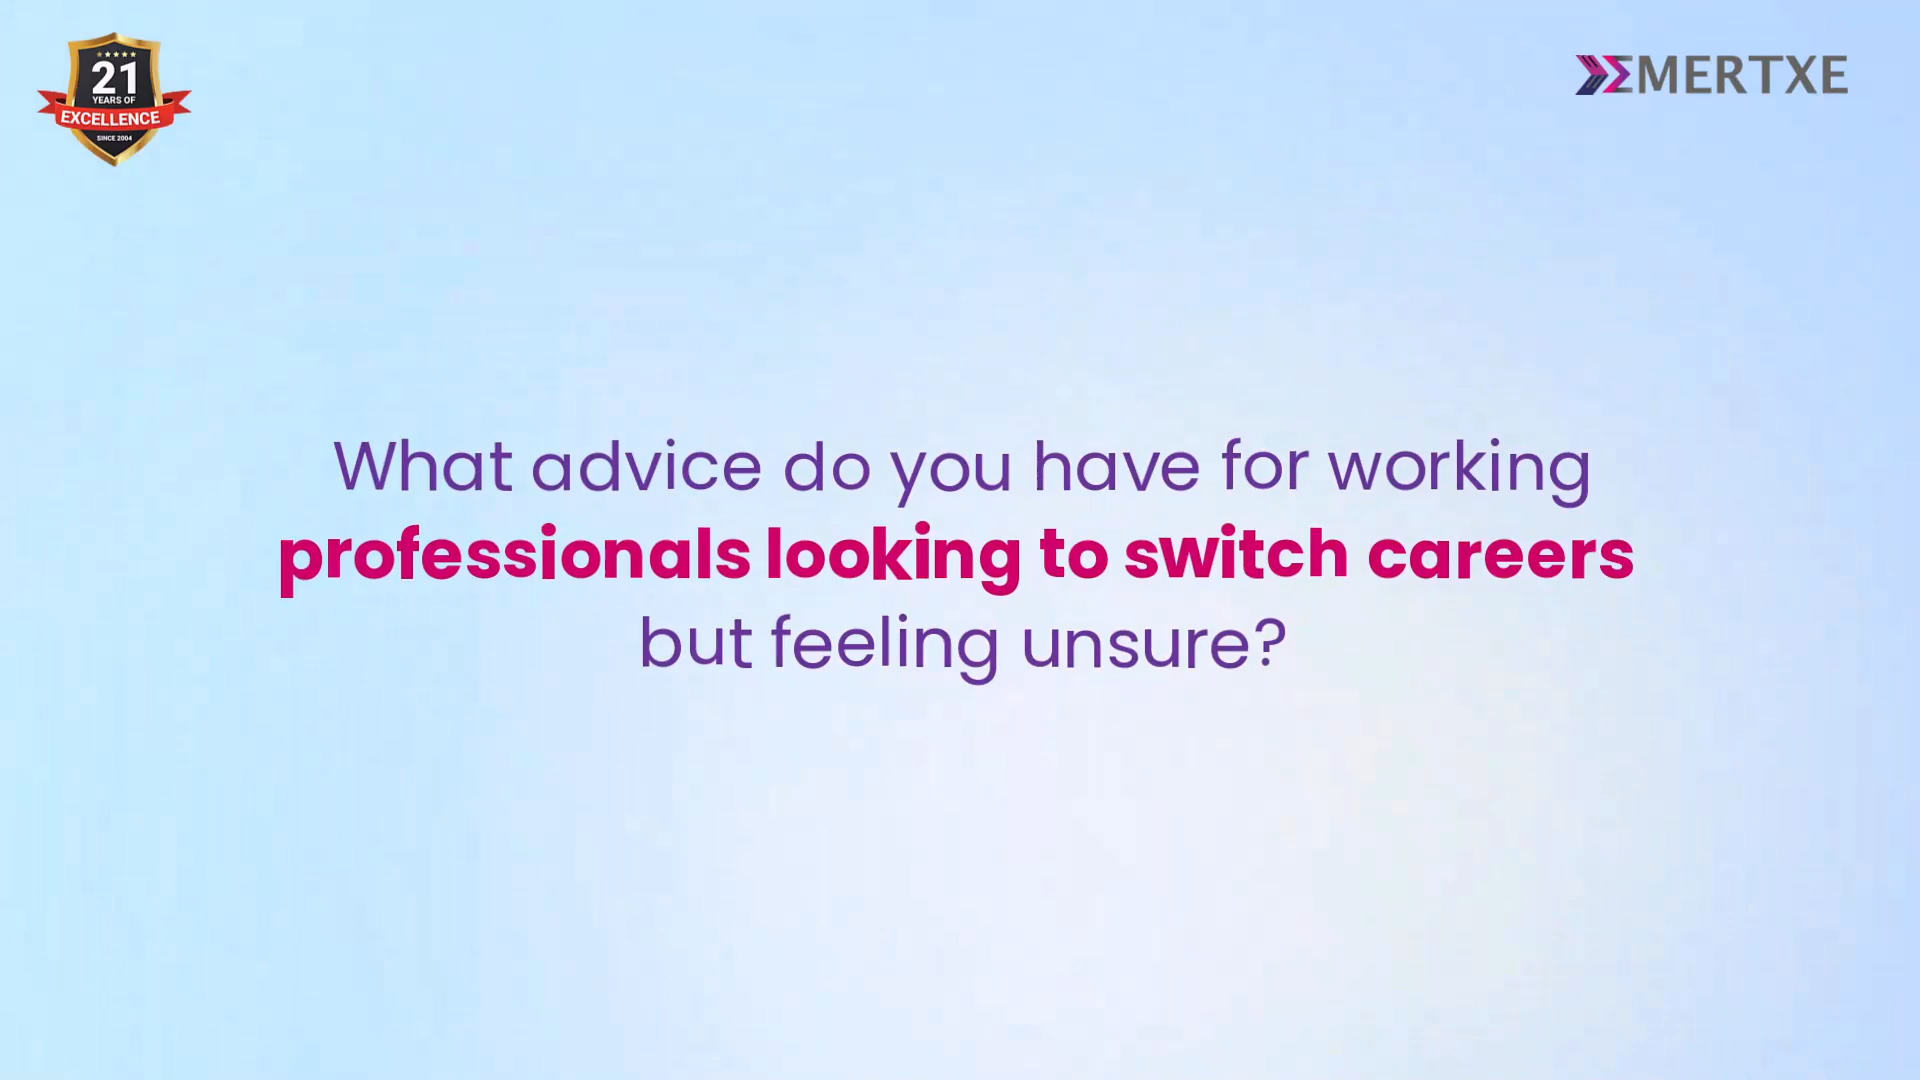 21
YEARS OF
EXCELLENCE
SINCE 2004
EMERTXE
What advice do you have for working
professionals looking to switch careers
but feeling unsure?